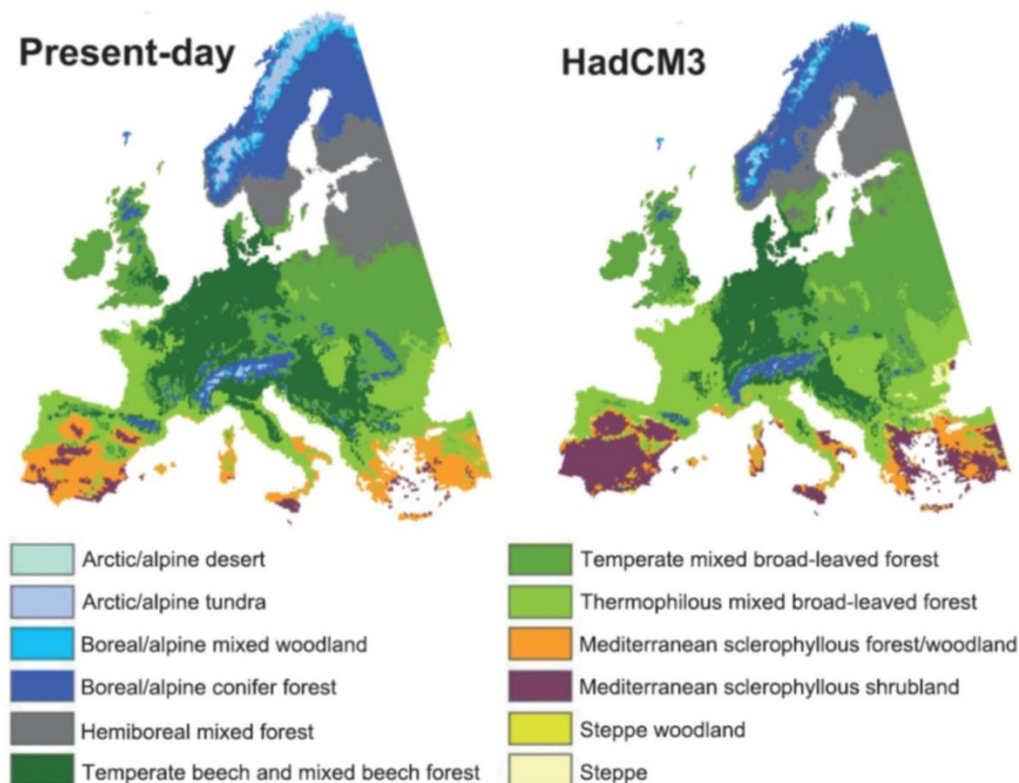 Present-day
HadCM3
Arctic/alpine desert
Arctic/alpine tundra
Boreal/alpine mixed woodland
Boreal/alpine conifer forest
Hemiboreal mixed forest
Temperate beech and mixed beech forest
Temperate mixed broad-leaved forest
Thermophilous mixed broad-leaved forest
Mediterranean sclerophyllous forest/woodland
Mediterranean sclerophyllous shrubland
Steppe woodland
Steppe